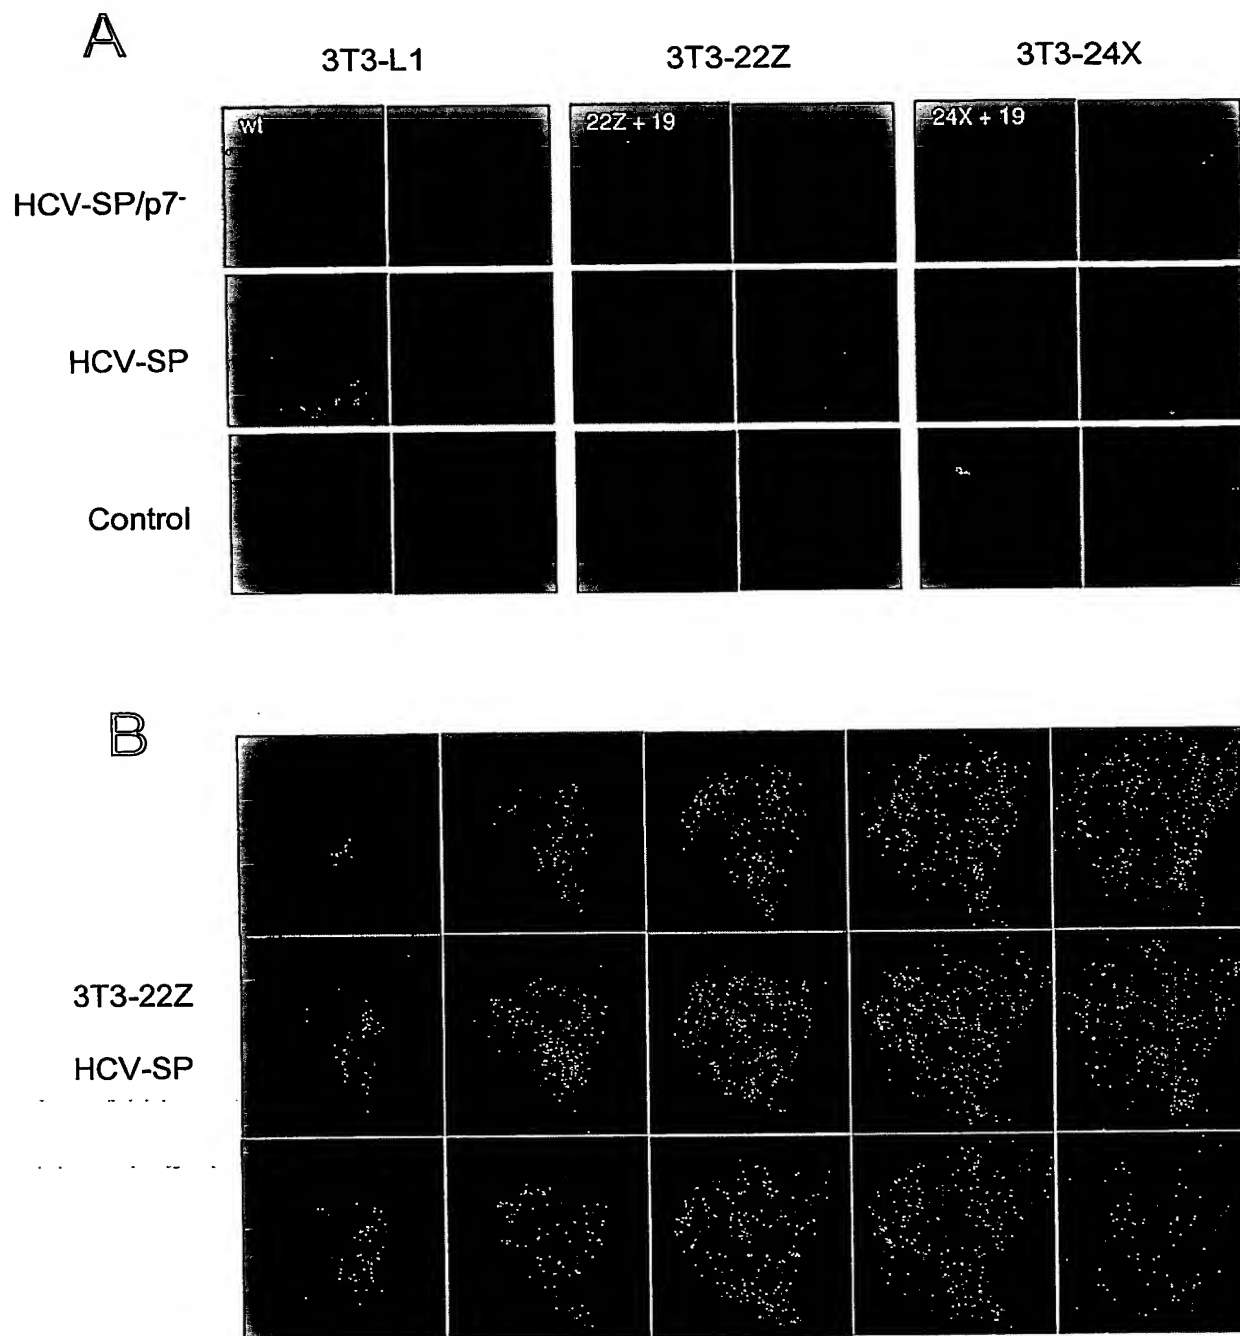 A
3T3-L1 3T3-22Z 3T3-24X
wt 22Z + 19 24X + 19
HCV-SP/p7-
HCV-SP
Control
B
3T3-22Z
HCV-SP